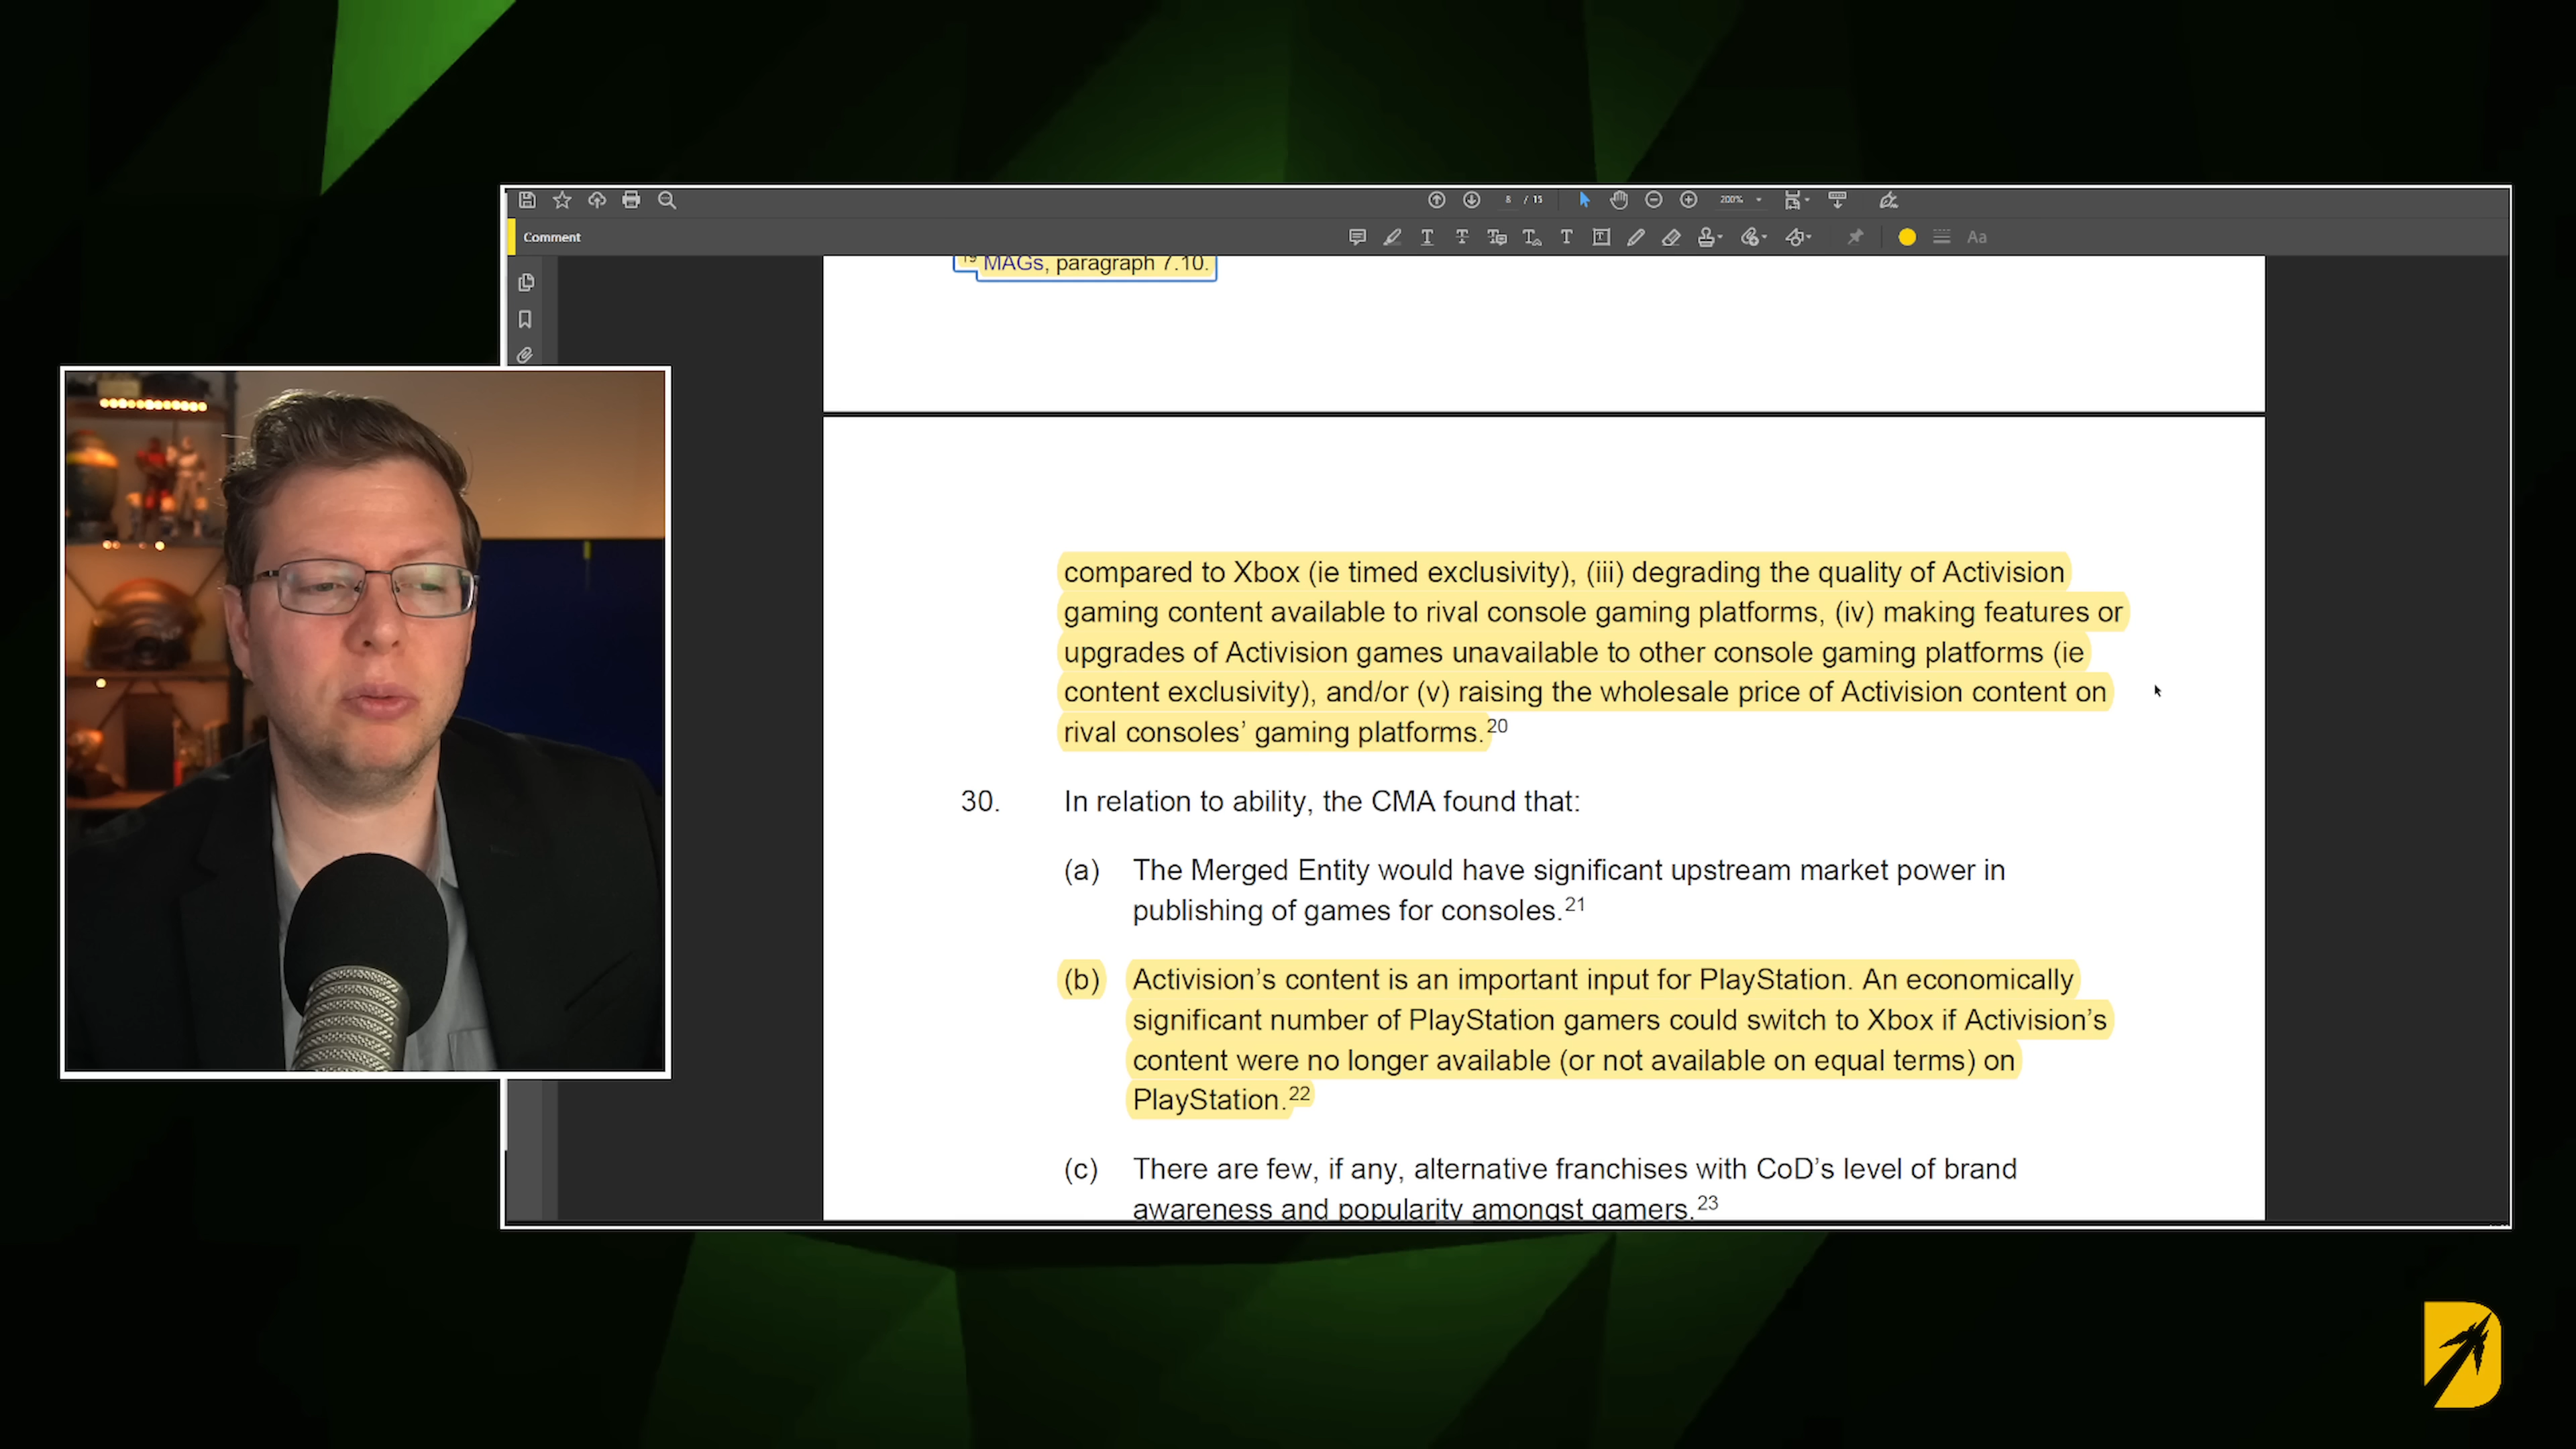 8 / 15
200%
Comment
Aa
19 MAGs, paragraph 7.10.
compared to Xbox (ie timed exclusivity), (iii) degrading the quality of Activision
gaming content available to rival console gaming platforms, (iv) making features or
upgrades of Activision games unavailable to other console gaming platforms (ie
content exclusivity), and/or (v) raising the wholesale price of Activision content on
rival consoles’ gaming platforms.20
30. In relation to ability, the CMA found that:
(a) The Merged Entity would have significant upstream market power in
publishing of games for consoles.21
(b) Activision’s content is an important input for PlayStation. An economically
significant number of PlayStation gamers could switch to Xbox if Activision’s
content were no longer available (or not available on equal terms) on
PlayStation.22
(c) There are few, if any, alternative franchises with CoD’s level of brand
awareness and popularity amongst gamers.23